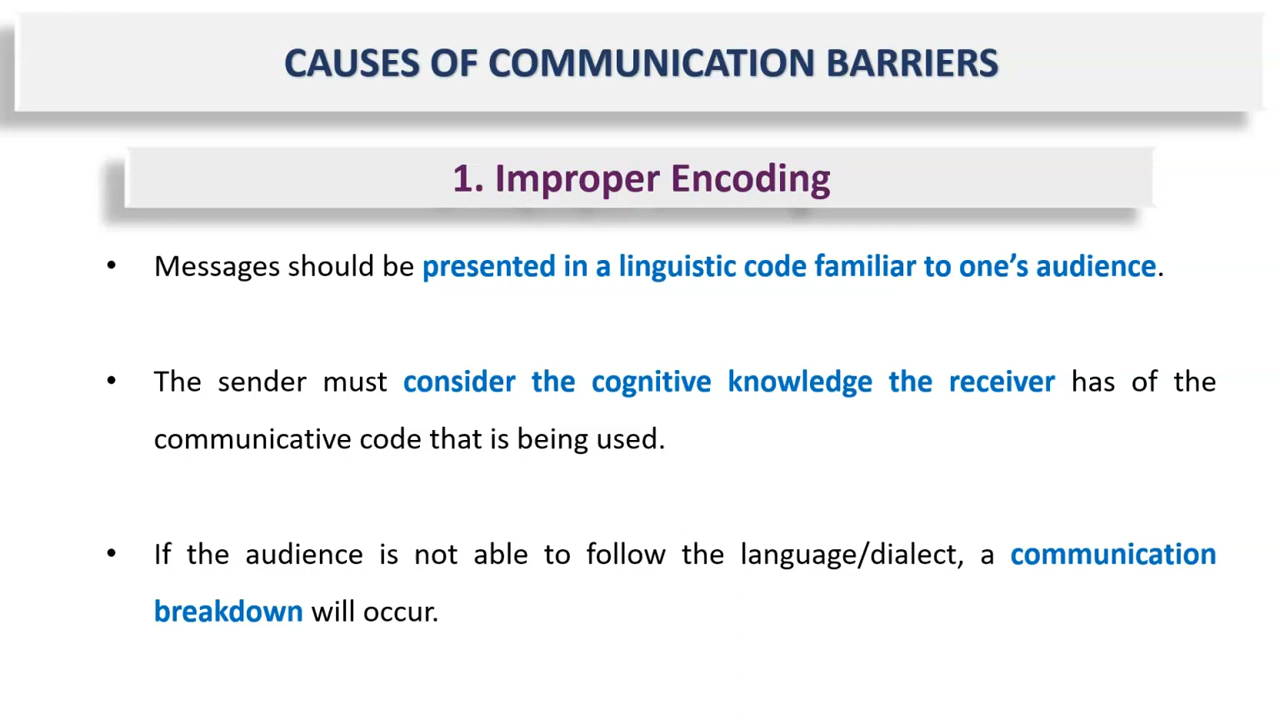 CAUSES OF COMMUNICATION BARRIERS
1. Improper Encoding
• Messages should be presented in a linguistic code familiar to one’s audience.
• The sender must consider the cognitive knowledge the receiver has of the
communicative code that is being used.
• If the audience is not able to follow the language/dialect, a communication
breakdown will occur.